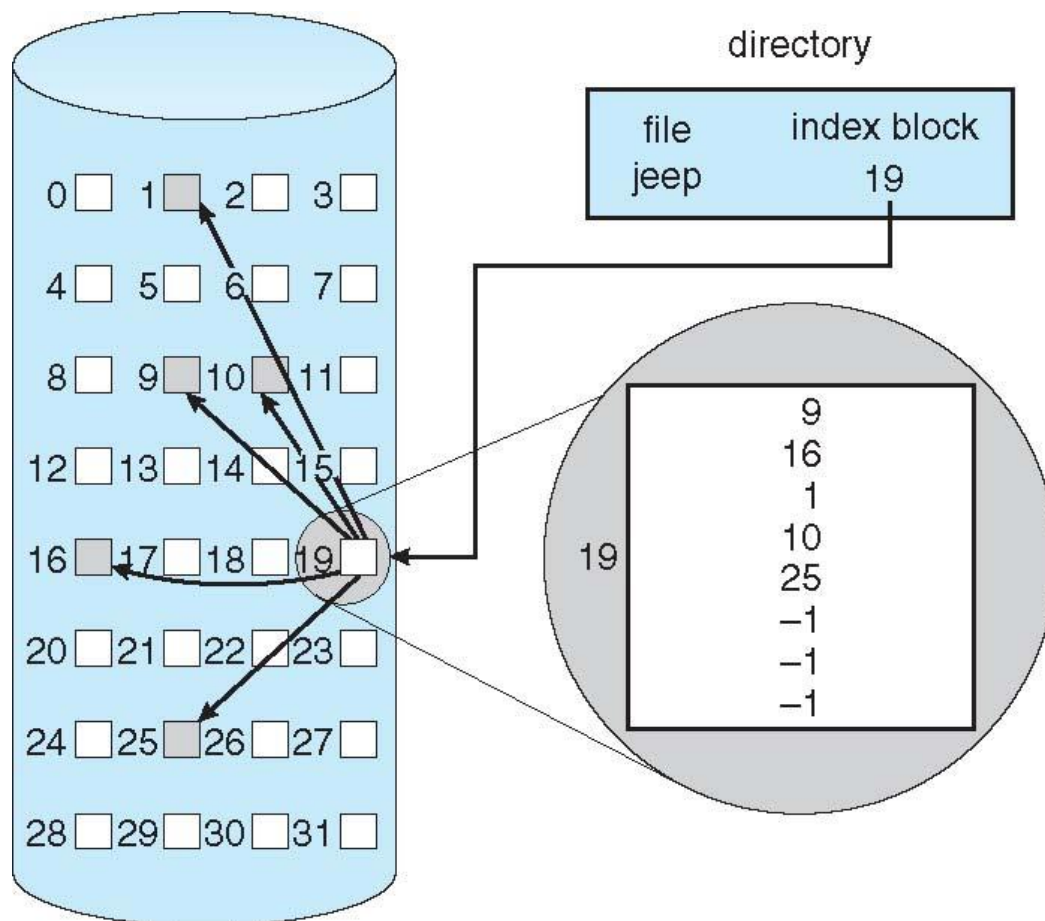 directory
file index block
jeep 19
0 1 2 3
4 5 6 7
8 9 10 11
12 13 14 15
16 17 18 19
20 21 22 23
24 25 26 27
28 29 30 31
19
9
16
1
10
25
–1
–1
–1